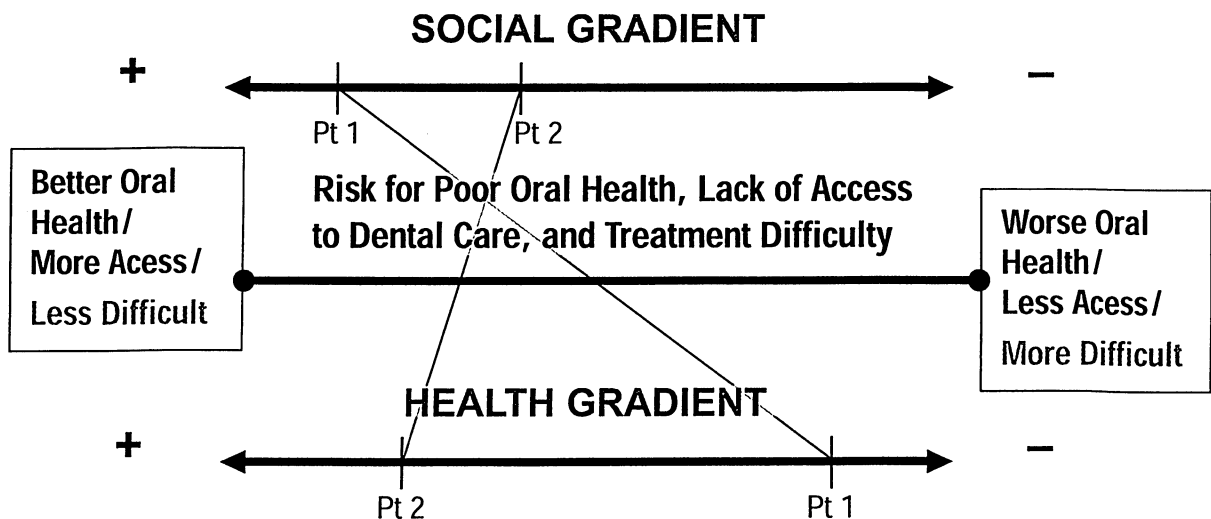 SOCIAL GRADIENT
+
−
Pt 1
Pt 2
Better Oral
Health/
More Acess/
Less Difficult
Risk for Poor Oral Health, Lack of Access
to Dental Care, and Treatment Difficulty
Worse Oral
Health/
Less Acess/
More Difficult
HEALTH GRADIENT
+
−
Pt 2
Pt 1